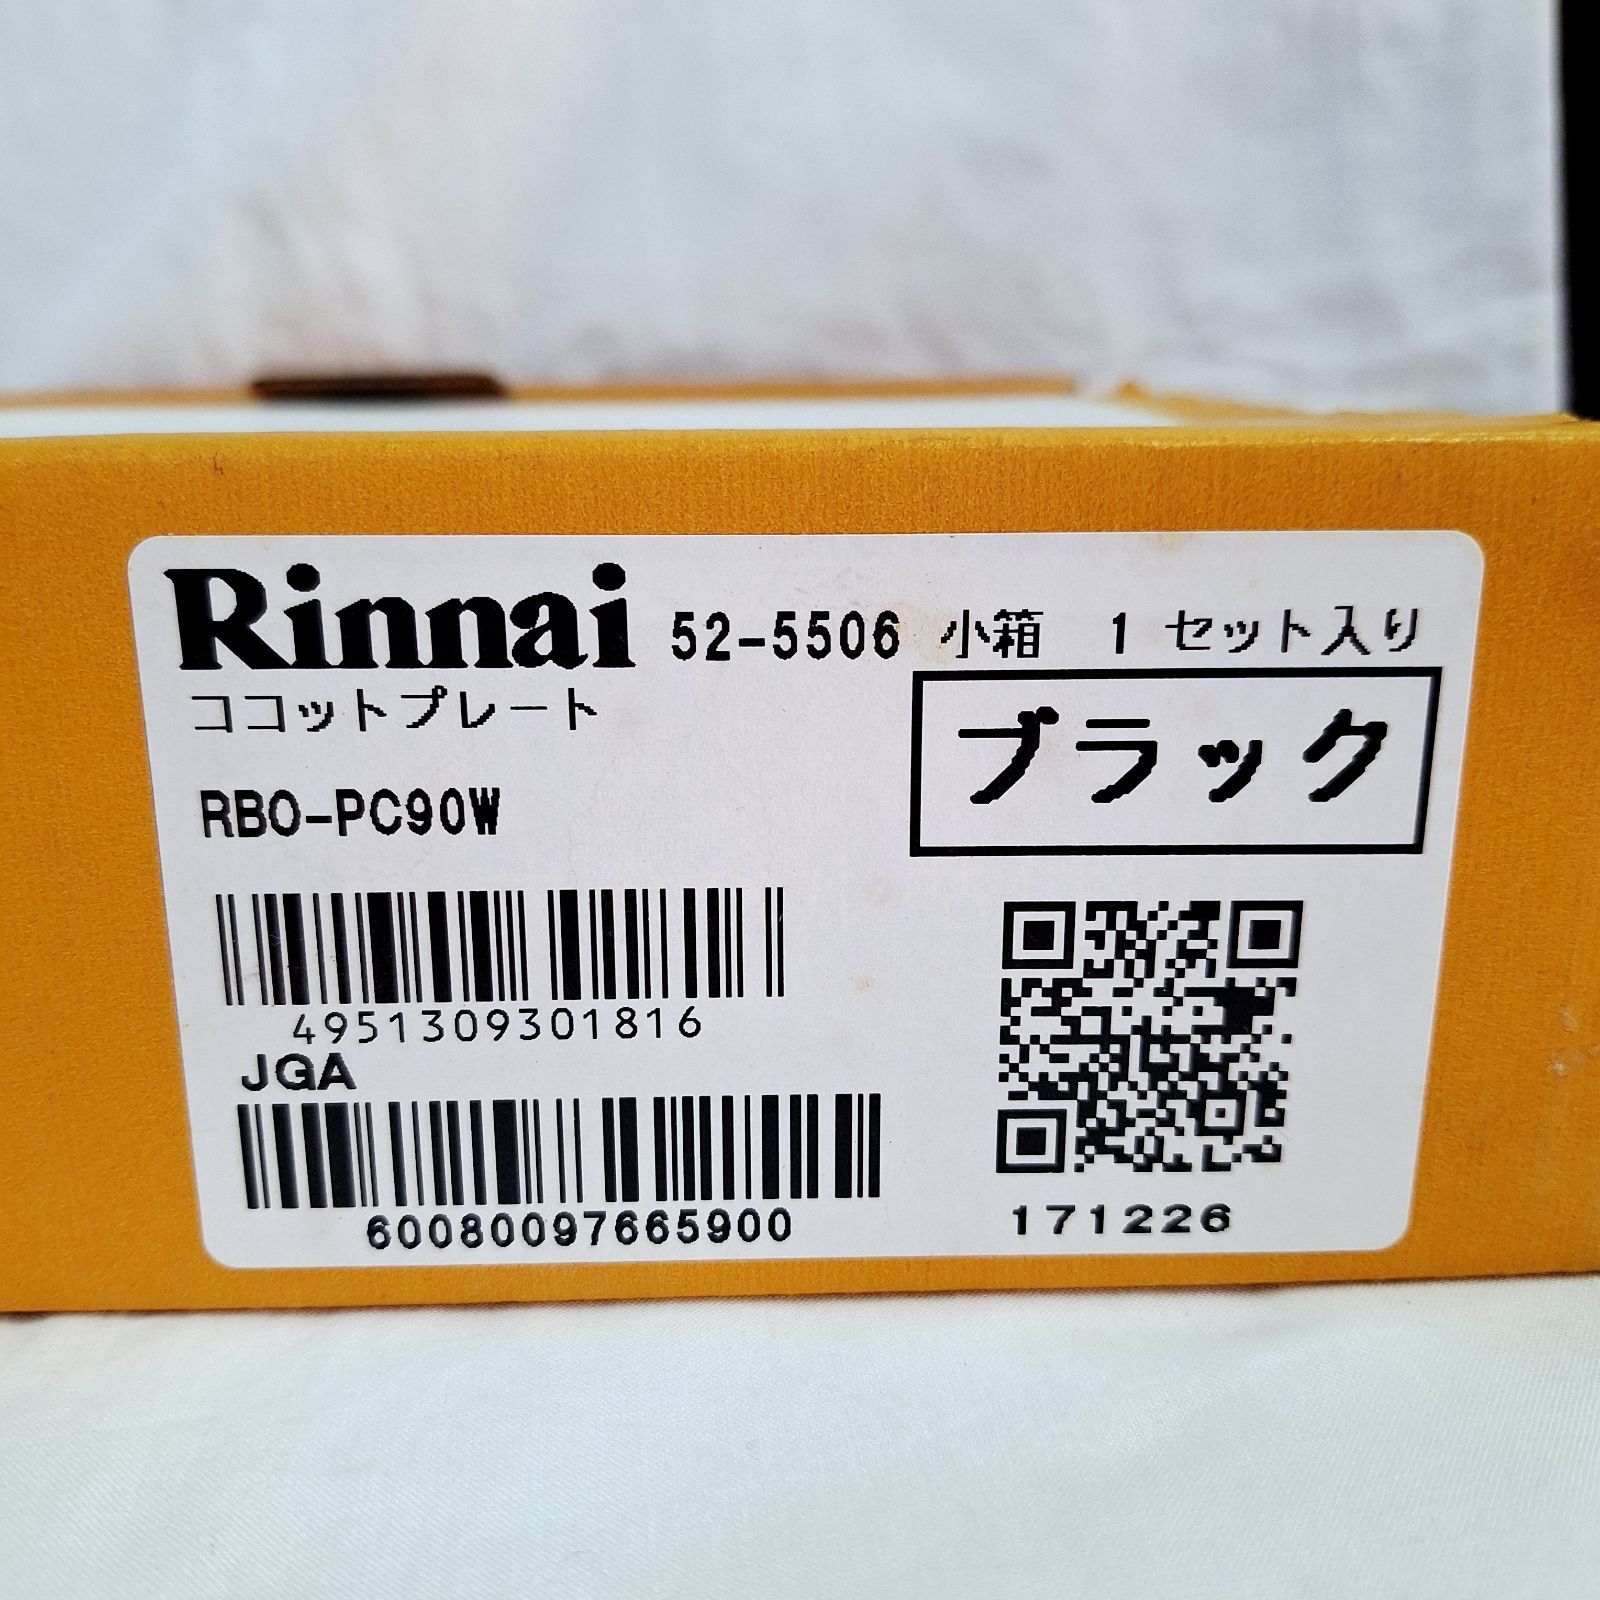 Rinnai 52-5506 小箱 1 セット入り
ココットプレート
ブラック
RBO-PC90W
4951309301816
JGA
60080097665900
171226